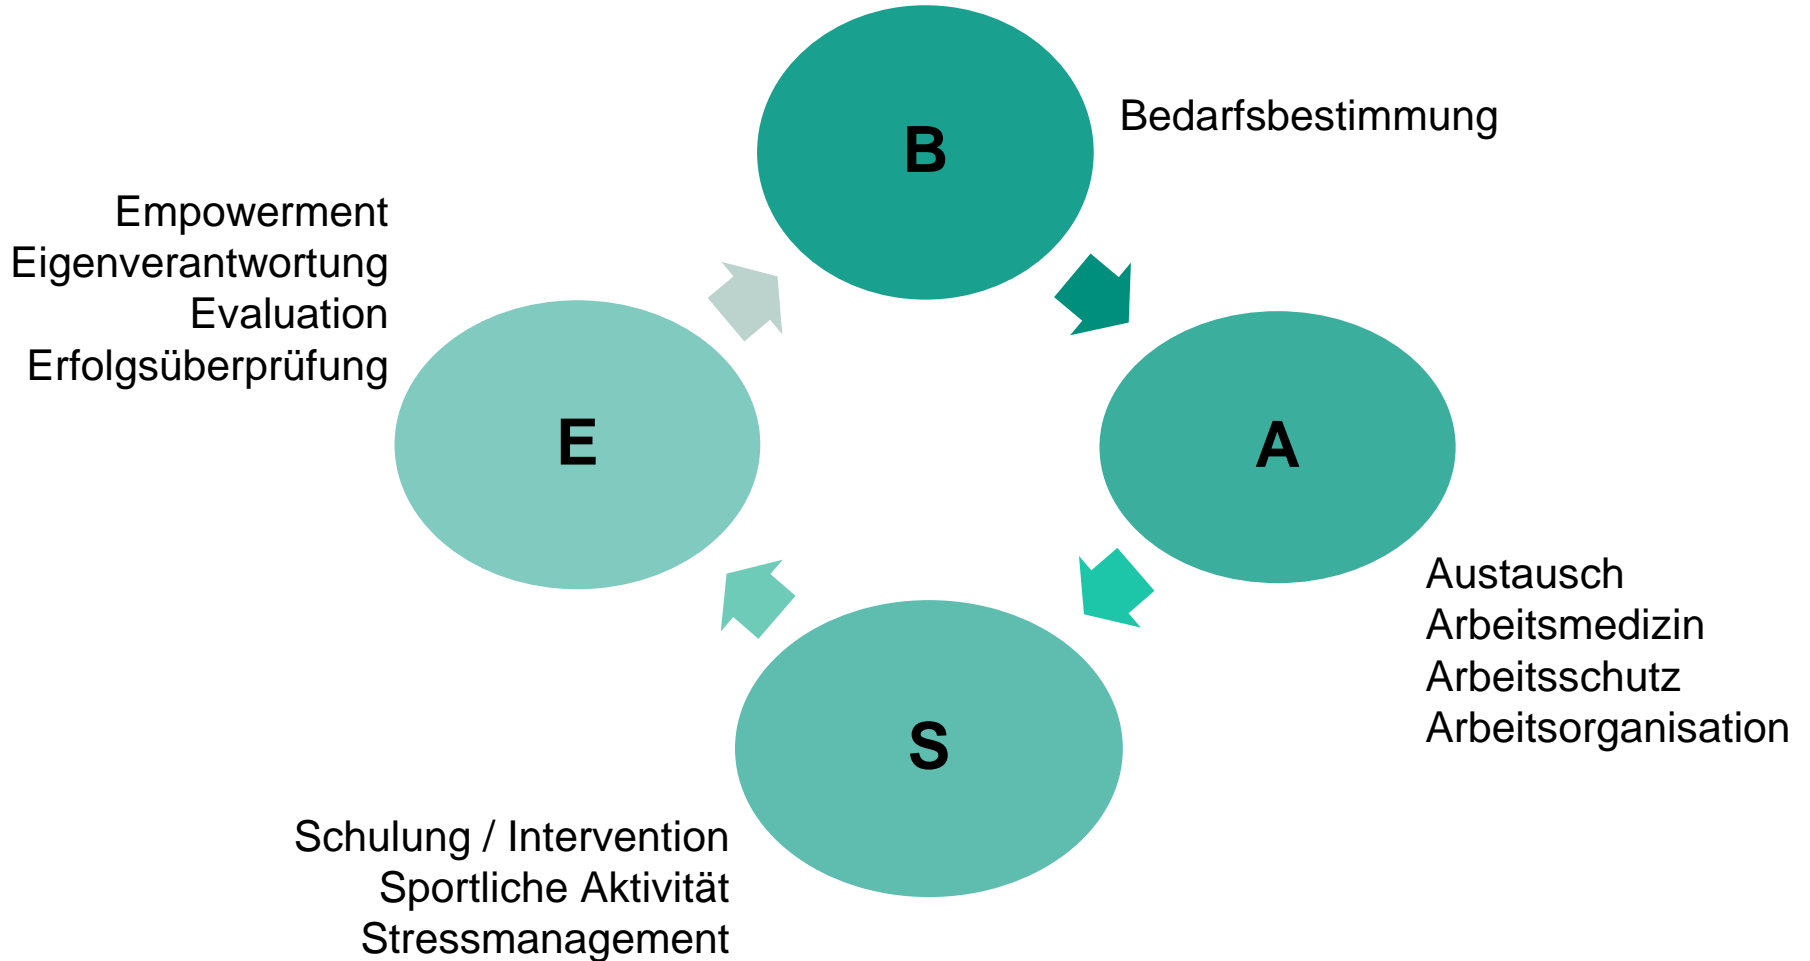 B
Bedarfsbestimmung
A
Austausch
Arbeitsmedizin
Arbeitsschutz
Arbeitsorganisation
S
Schulung / Intervention
Sportliche Aktivität
Stressmanagement
E
Empowerment
Eigenverantwortung
Evaluation
Erfolgsüberprüfung